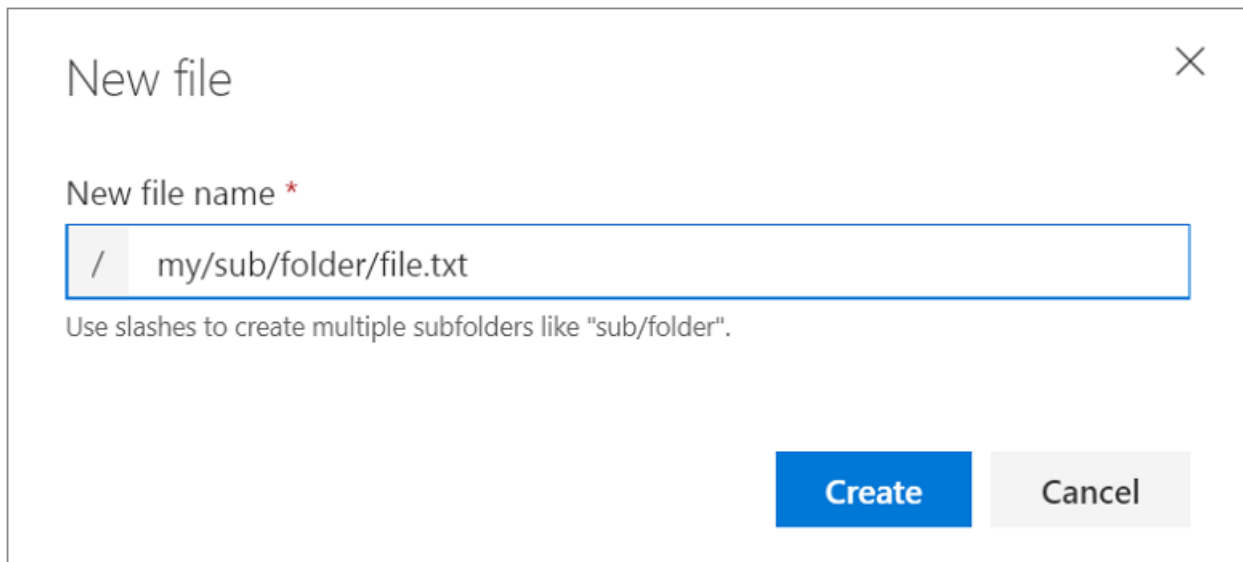 New file
New file name *
/ my/sub/folder/file.txt
Use slashes to create multiple subfolders like "sub/folder".
Create Cancel